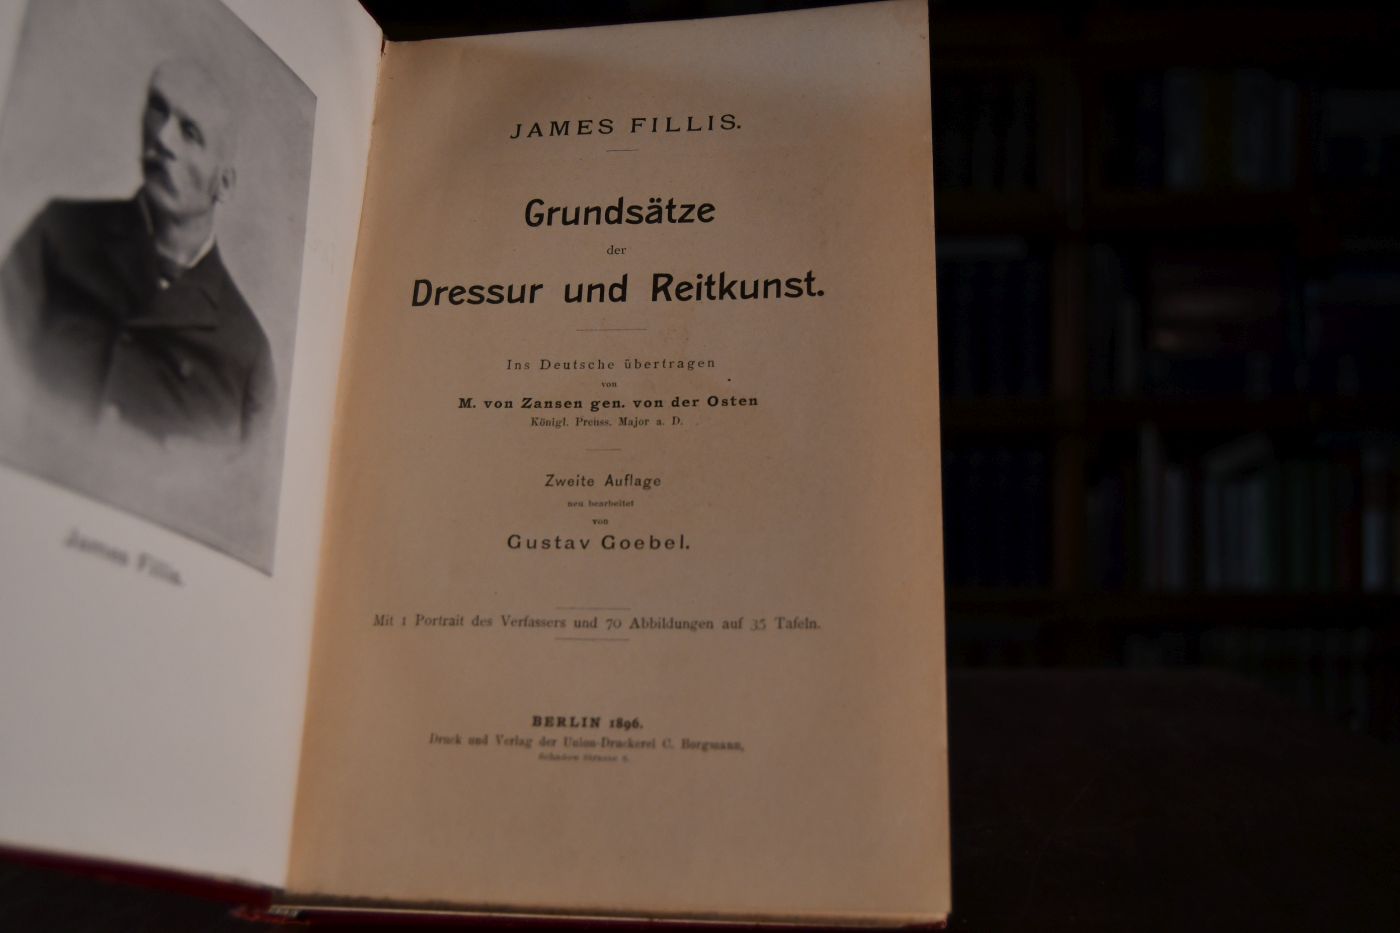 James Fillis.
JAMES FILLIS.
Grundsätze
der
Dressur und Reitkunst.
Ins Deutsche übertragen
von
M. von Zansen gen. von der Osten
Königl. Preuss. Major a. D.
Zweite Auflage
neu bearbeitet
von
Gustav Goebel.
Mit 1 Portrait des Verfassers und 70 Abbildungen auf 35 Tafeln.
BERLIN 1896.
Druck und Verlag der Union-Druckerei C. Borgmann,